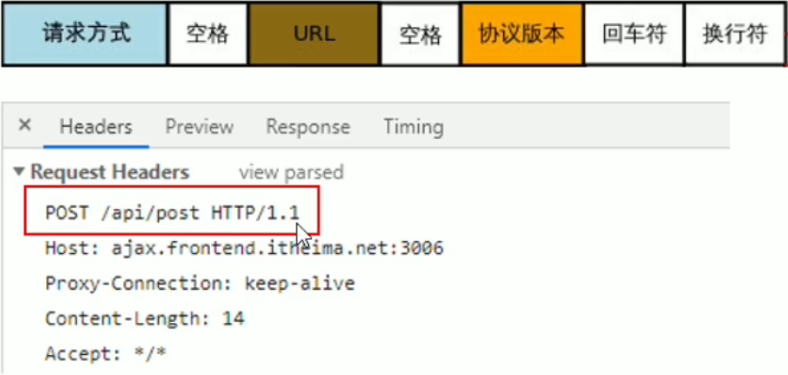 请求方式 空格 URL 空格 协议版本 回车符 换行符
× Headers Preview Response Timing
▼ Request Headers view parsed
POST /api/post HTTP/1.1
Host: ajax.frontend.itheima.net:3006
Proxy-Connection: keep-alive
Content-Length: 14
Accept: */*